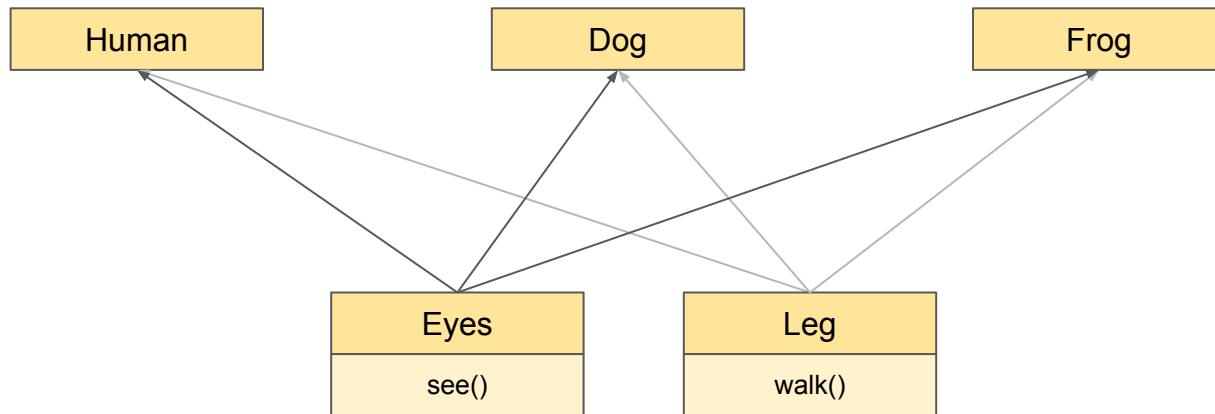 Human
Dog
Frog
Eyes
Leg
see()
walk()